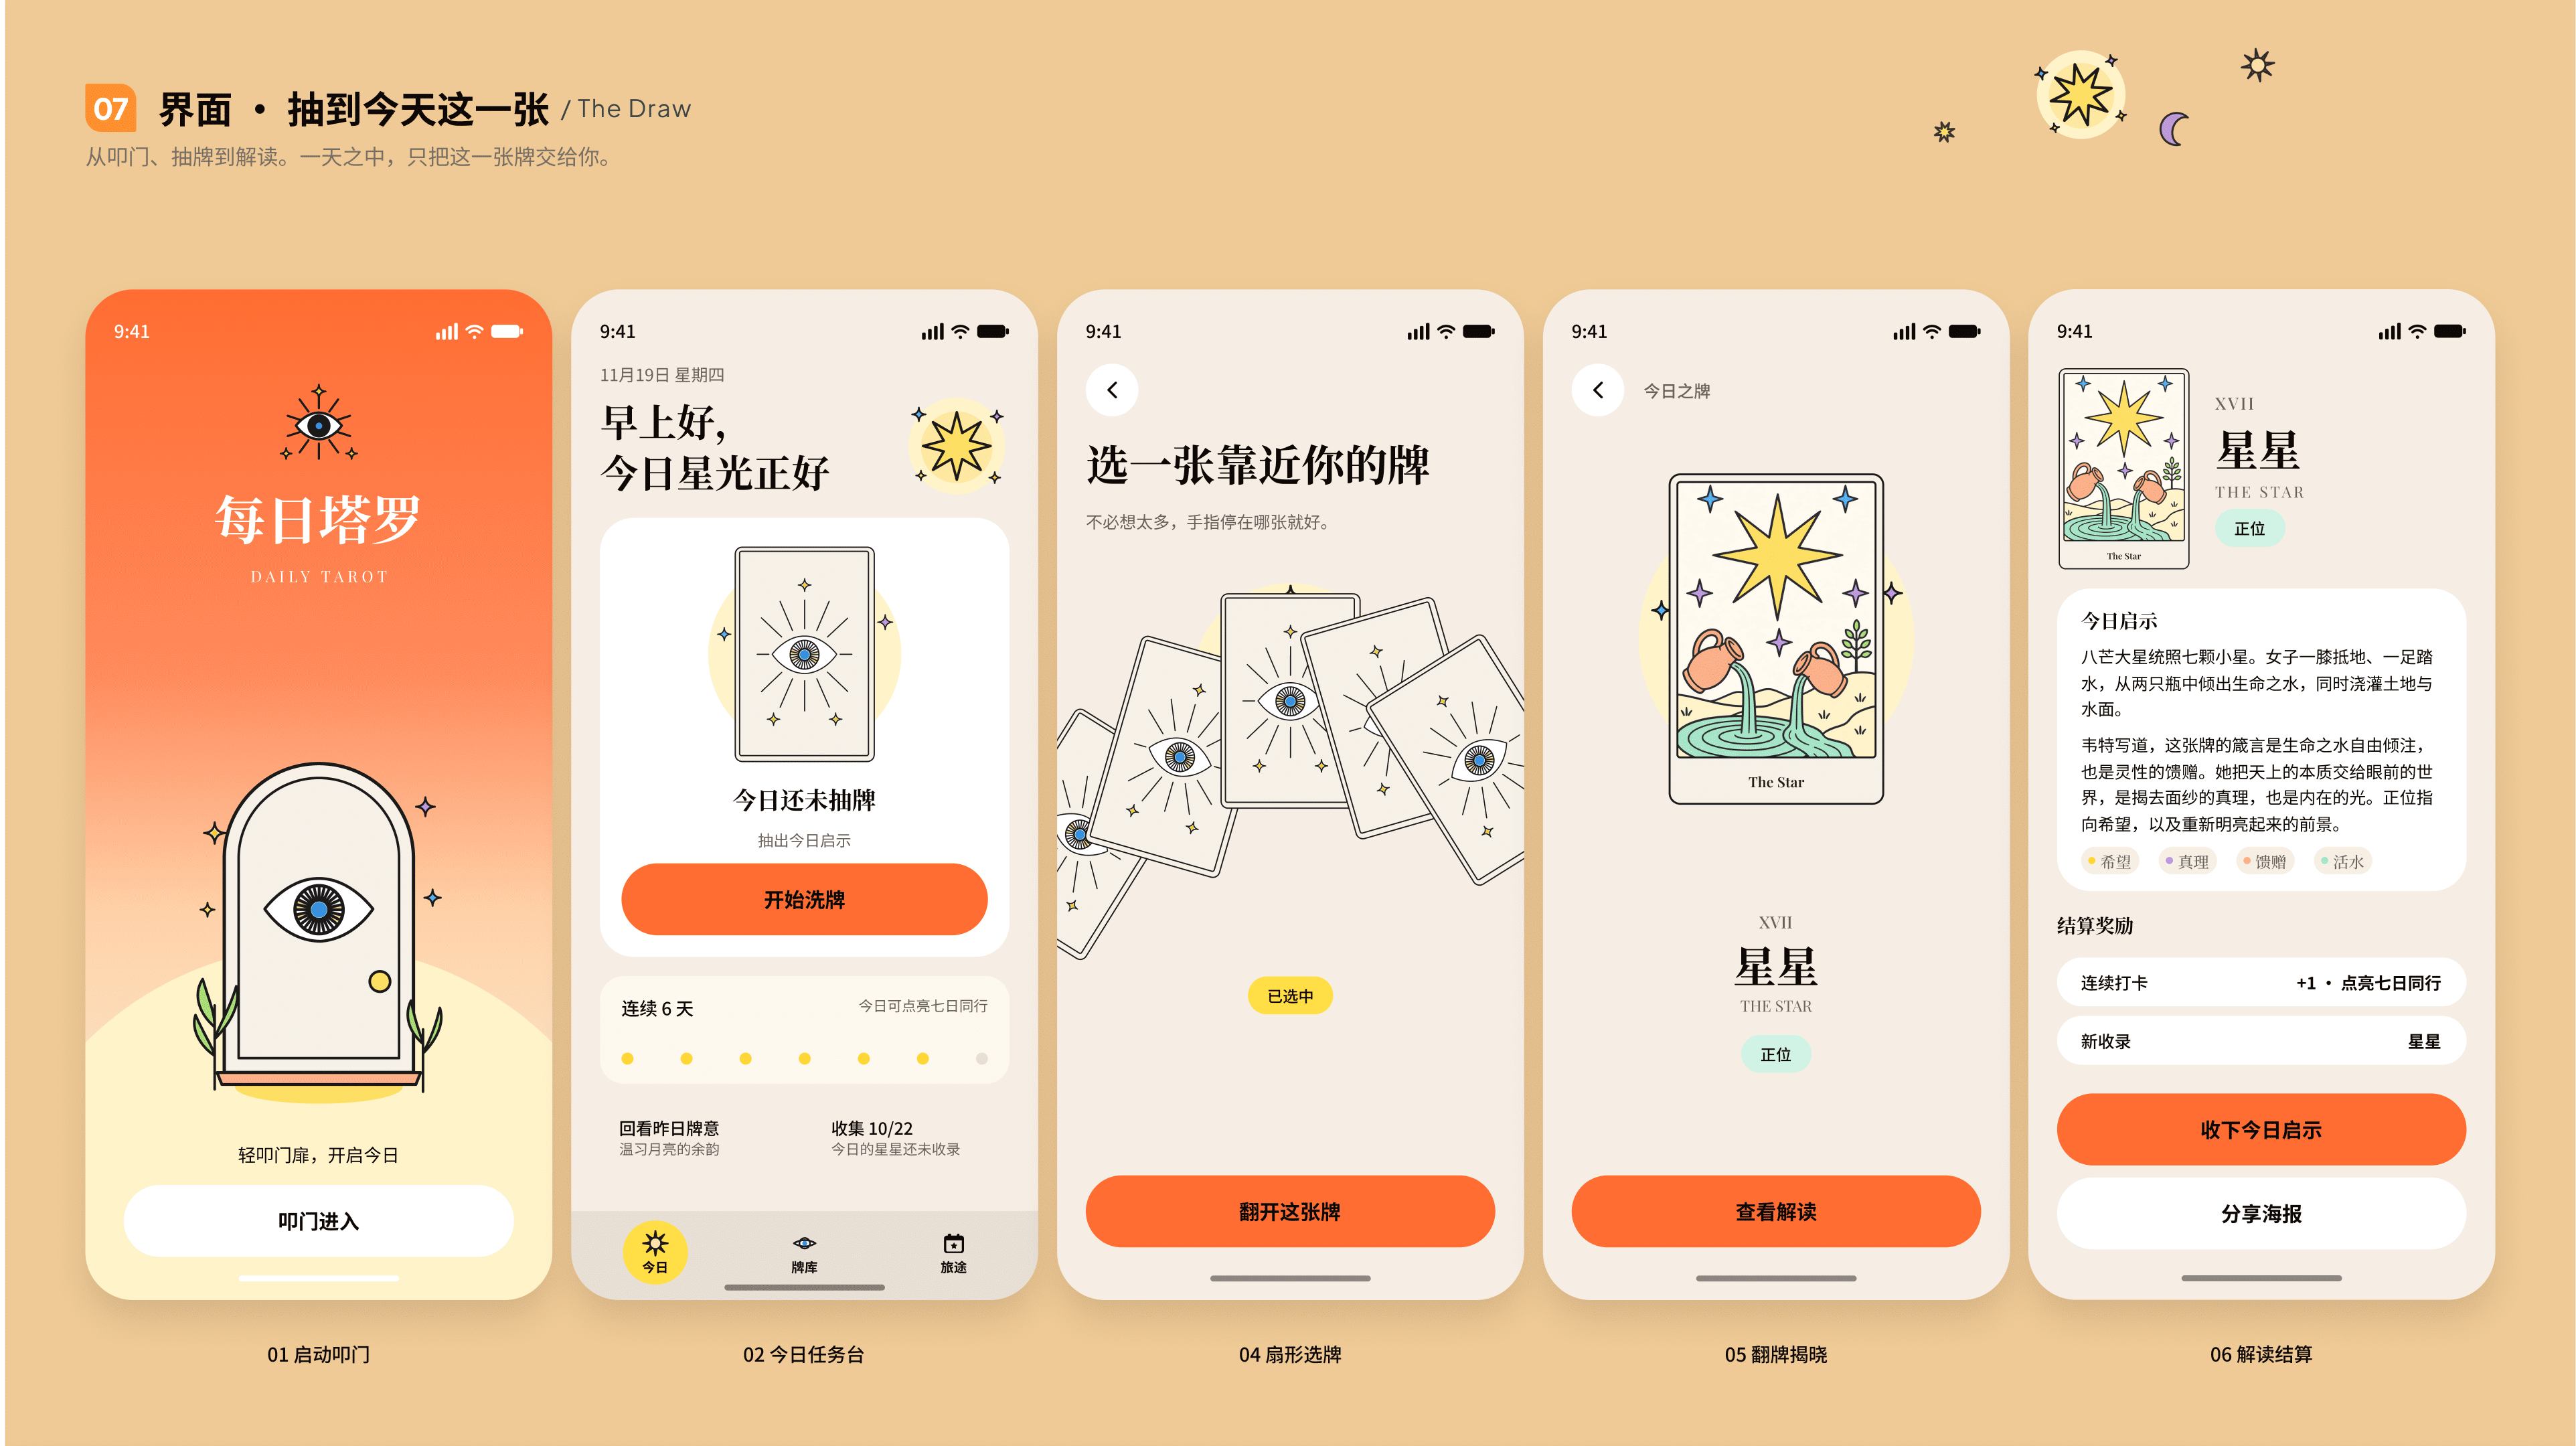 07 界面 · 抽到今天这一张 / The Draw
从叩门、抽牌到解读。一天之中，只把这一张牌交给你。
9:41
每日塔罗
DAILY TAROT
轻叩门扉，开启今日
叩门进入
01 启动叩门
9:41
11月19日 星期四
早上好，
今日星光正好
今日还未抽牌
抽出今日启示
开始洗牌
连续 6 天
今日可点亮七日同行
回看昨日牌意
温习月亮的余韵
收集 10/22
今日的星星还未收录
今日
牌库
旅途
02 今日任务台
9:41
选一张靠近你的牌
不必想太多，手指停在哪张就好。
已选中
翻开这张牌
04 扇形选牌
9:41
今日之牌
The Star
XVII
星星
THE STAR
正位
查看解读
05 翻牌揭晓
9:41
The Star
XVII
星星
THE STAR
正位
今日启示
八芒大星统照七颗小星。女子一膝抵地、一足踏
水，从两只瓶中倾出生命之水，同时浇灌土地与
水面。
韦特写道，这张牌的箴言是生命之水自由倾注，
也是灵性的馈赠。她把天上的本质交给眼前的世
界，是揭去面纱的真理，也是内在的光。正位指
向希望，以及重新明亮起来的前景。
希望
真理
馈赠
活水
结算奖励
连续打卡
+1 · 点亮七日同行
新收录
星星
收下今日启示
分享海报
06 解读结算